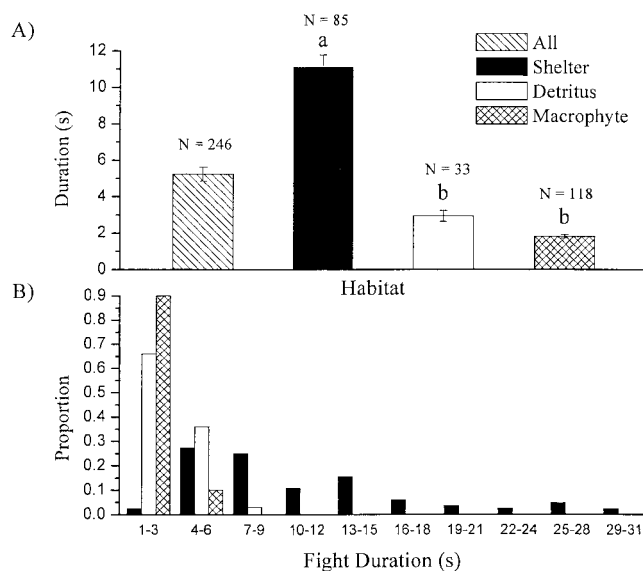 A)
N = 85
a
12
10
8
6
4
2
0
Duration (s)
N = 246
N = 33
b
N = 118
b
All
Shelter
Detritus
Macrophyte
Habitat
B)
0.9
0.8
0.7
0.6
0.5
0.4
0.3
0.2
0.1
0.0
Proportion
1-3 4-6 7-9 10-12 13-15 16-18 19-21 22-24 25-28 29-31
Fight Duration (s)